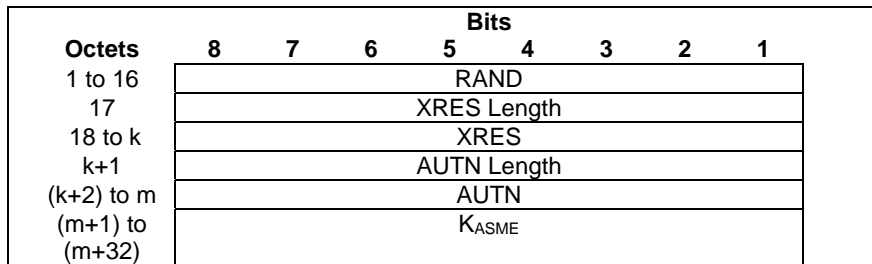 Bits
Octets 8 7 6 5 4 3 2 1
1 to 16 RAND
17 XRES Length
18 to k XRES
k+1 AUTN Length
(k+2) to m AUTN
(m+1) to KASME
(m+32)